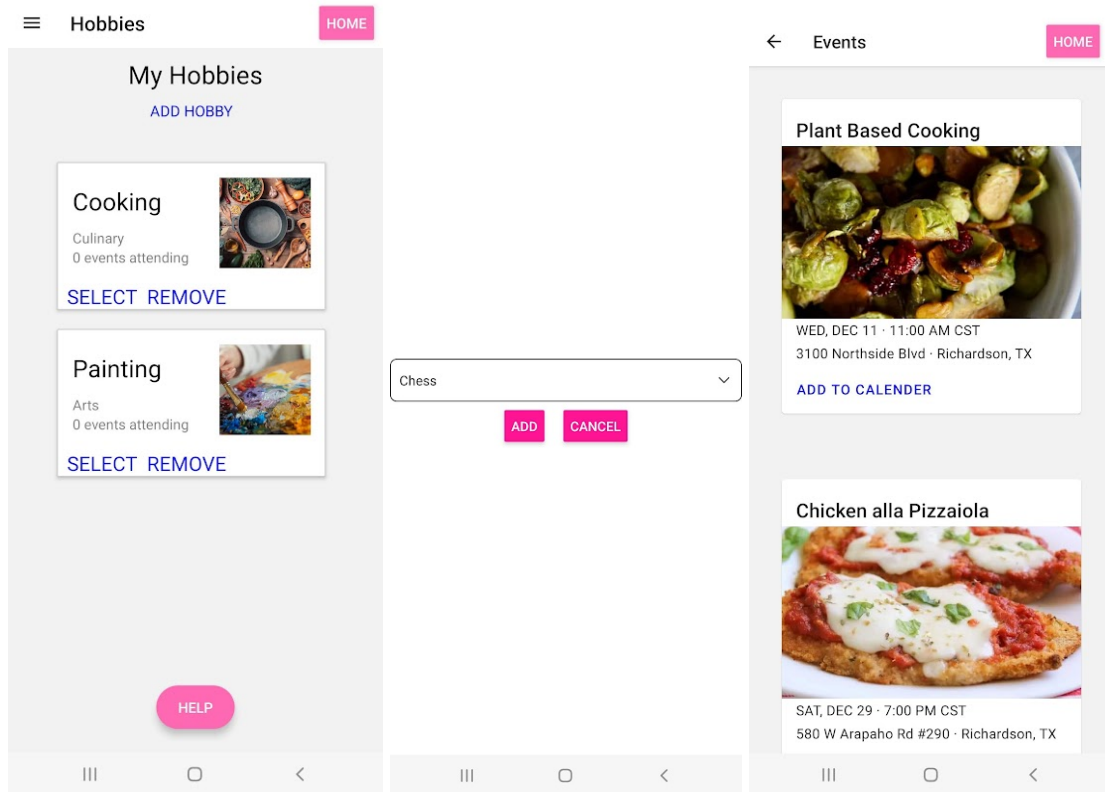 Hobbies
HOME
My Hobbies
ADD HOBBY
Cooking
Culinary
0 events attending
SELECT REMOVE
Painting
Arts
0 events attending
SELECT REMOVE
HELP
Chess
ADD CANCEL
Events
HOME
Plant Based Cooking
WED, DEC 11 · 11:00 AM CST
3100 Northside Blvd · Richardson, TX
ADD TO CALENDER
Chicken alla Pizzaiola
SAT, DEC 29 · 7:00 PM CST
580 W Arapaho Rd #290 · Richardson, TX